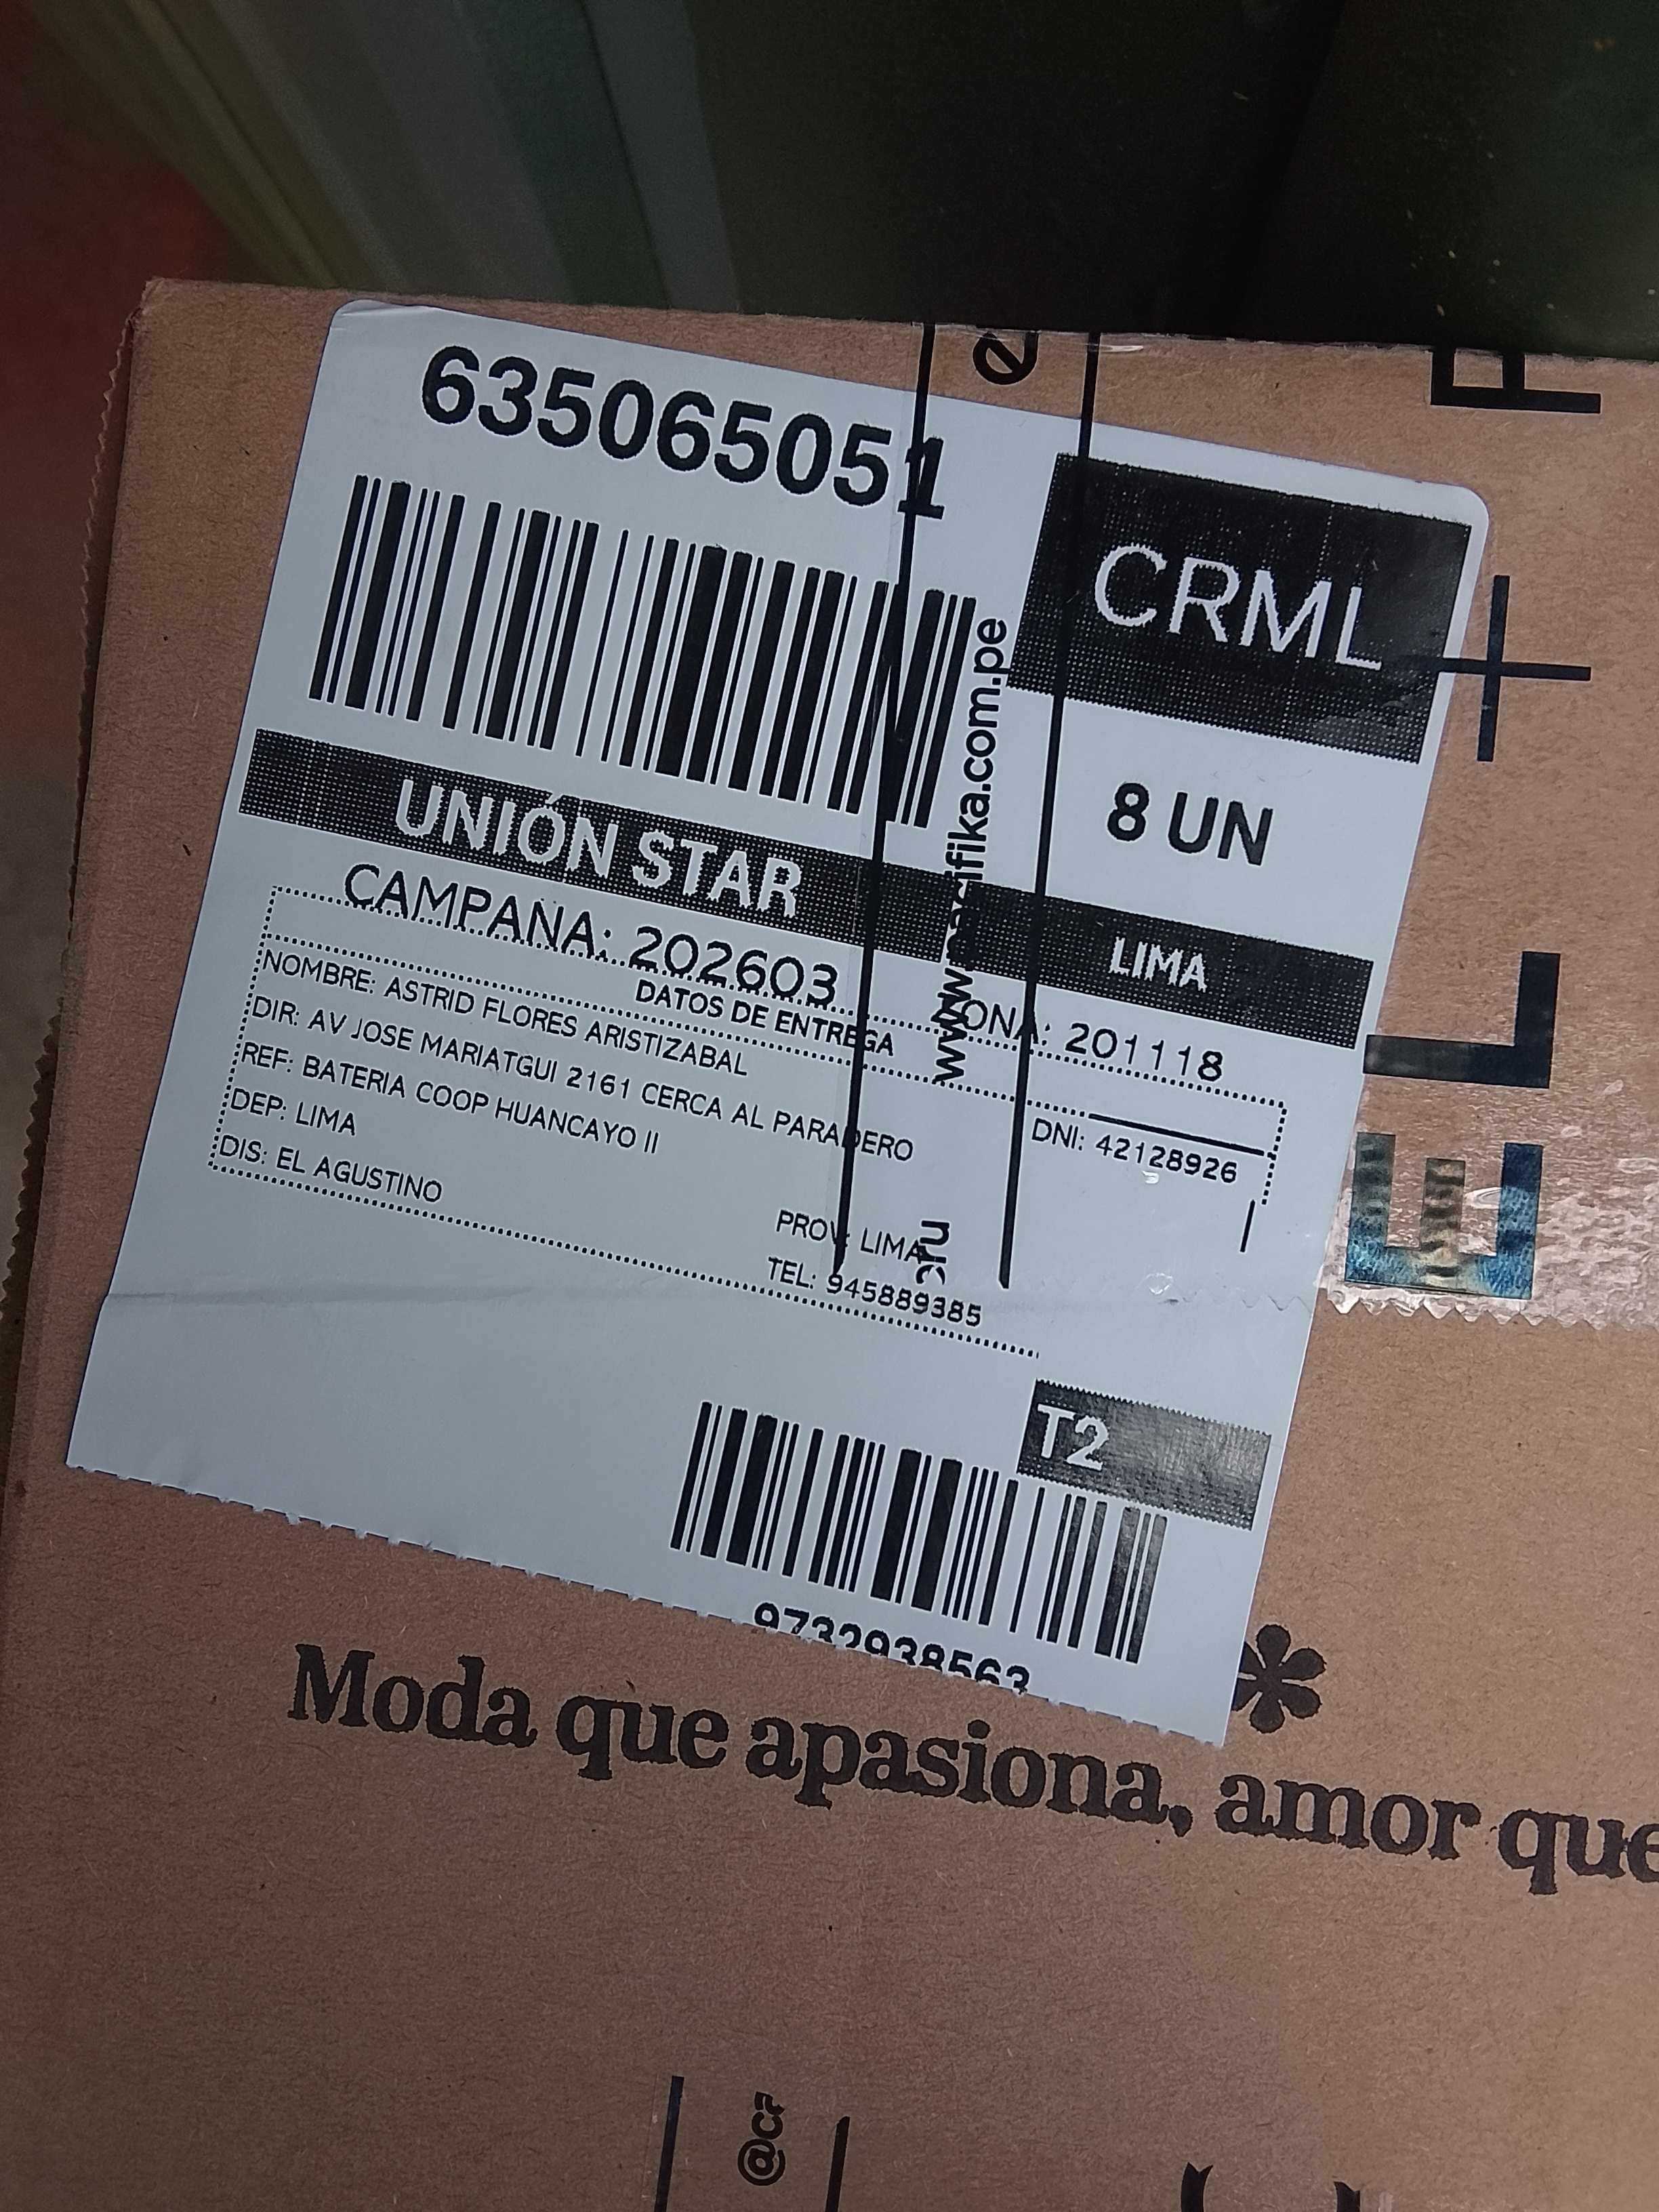 635065051
CRML
8 UN
UNIÓN STAR
LIMA
CAMPANA: 202603
ZONA: 201118
DATOS DE ENTREGA
NOMBRE: ASTRID FLORES ARISTIZABAL
DNI: 42128926
DIR: AV JOSE MARIATGUI 2161 CERCA AL PARADERO
REF: BATERIA COOP HUANCAYO II
DEP: LIMA
PROV: LIMA
DIS: EL AGUSTINO
TEL: 945889385
T2
9732938563
Moda que apasiona, amor que